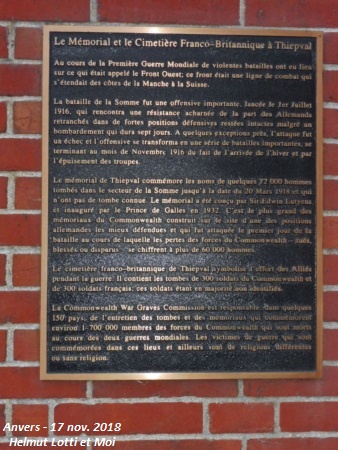 Le Mémorial et le Cimetière Franco-Britannique à Thiepval
Au cours de la Première Guerre Mondiale de violentes batailles ont eu lieu
sur ce qui était appelé le Front Ouest; ce front était une ligne de combat qui
s'étendait des côtes de la Manche à la Suisse.
La bataille de la Somme fut une offensive importante, lancée le 1er Juillet
1916, qui rencontra une résistance acharnée de la part des Allemands
retranchés dans de fortes positions défensives restées intactes malgré un
bombardement qui dura sept jours. A quelques exceptions près, l'attaque fut
un échec et l'offensive se transforma en une série de batailles importantes, se
terminant au mois de Novembre 1916 du fait de l'arrivée de l'hiver et par
l'épuisement des troupes.
Le mémorial de Thiepval commémore les noms de quelques 72 000 hommes
tombés dans le secteur de la Somme jusqu'à la date du 20 Mars 1918 et qui
n'ont pas de tombe connue. Le mémorial a été conçu par Sir Edwin Lutyens
et inauguré par le Prince de Galles en 1932. C'est le plus grand des
mémoriaux du Commonwealth construit sur le site d'une des positions
allemandes les mieux défendues et qui fut attaquée le premier jour de la
bataille au cours de laquelle les pertes des forces du Commonwealth - tués,
blessés ou disparus - se chiffrent à plus de 60 000 hommes.
Le cimetière franco-britannique de Thiepval symbolise l'effort des Alliés
pendant la guerre. Il contient les tombes de 300 soldats du Commonwealth et
de 300 soldats français, ces soldats étant en majorité non identifiés.
La Commonwealth War Graves Commission est responsable, dans quelques
150 pays, de l'entretien des tombes et des mémoriaux qui commémorent
environ 1 700 000 membres des forces du Commonwealth qui sont morts
au cours des deux guerres mondiales. Les victimes de guerre qui sont
commémorées dans ces lieux et ailleurs sont de religions différentes
ou sans religion.
Anvers - 17 nov. 2018
Helmut Lotti et Moi